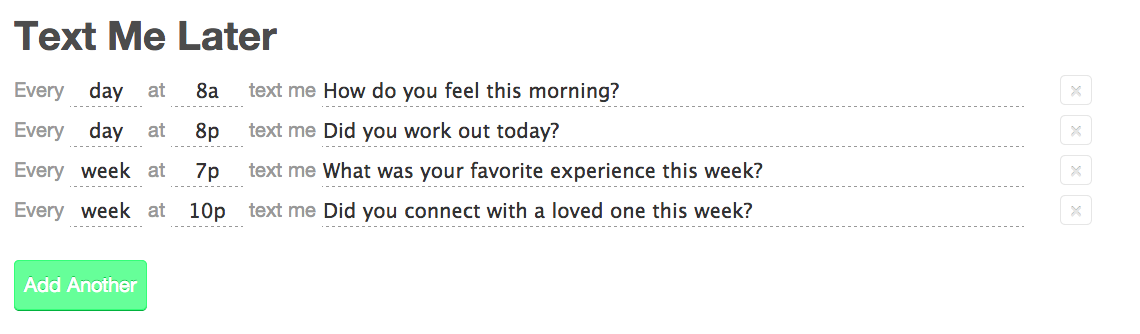 Text Me Later
Every day at 8a text me How do you feel this morning? ×
Every day at 8p text me Did you work out today? ×
Every week at 7p text me What was your favorite experience this week? ×
Every week at 10p text me Did you connect with a loved one this week? ×
Add Another